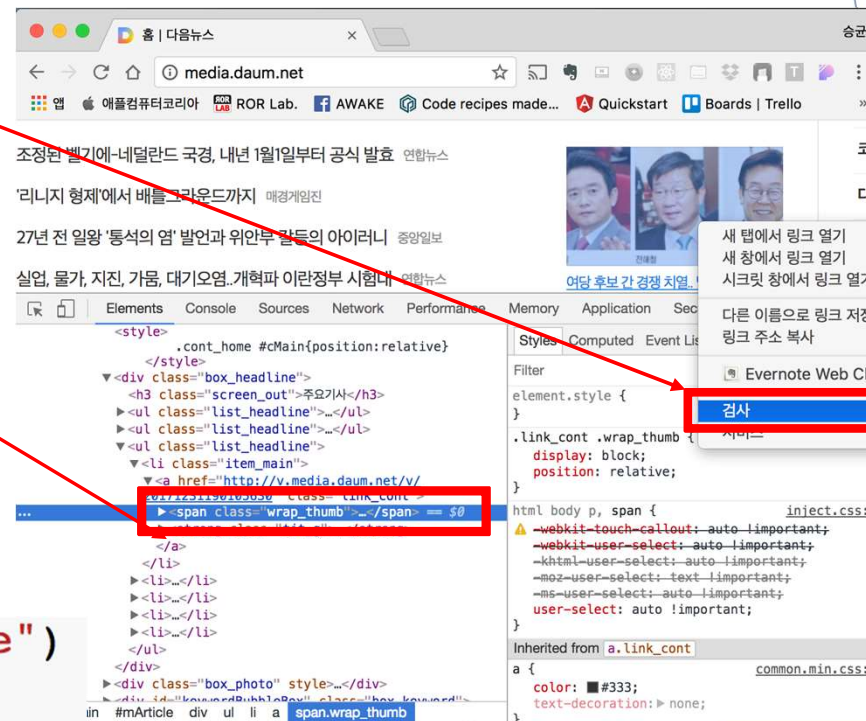 승균
홈 | 다음뉴스
media.daum.net
앱 애플컴퓨터코리아 ROR Lab. AWAKE Code recipes made... Quickstart Boards | Trello »
조정된 벨기에-네덜란드 국경, 내년 1월1일부터 공식 발효 연합뉴스
'리니지 형제'에서 배틀그라운드까지 매경게임진
27년 전 일왕 '통석의 염' 발언과 위안부 갈등의 아이러니 중앙일보
실업, 물가, 지진, 가뭄, 대기오염..개혁파 이란정부 시험대 연합뉴스
전해철
여당 후보 간 경쟁 치열..
새 탭에서 링크 열기
새 창에서 링크 열기
시크릿 창에서 링크 열기
다른 이름으로 링크 저장
링크 주소 복사
Evernote Web Cl
검사
서비스
Elements Console Sources Network Performance Memory Application Sec
<style>
.cont_home #cMain{position:relative}
</style>
▼<div class="box_headline">
<h3 class="screen_out">주요기사</h3>
▶<ul class="list_headline">…</ul>
▶<ul class="list_headline">…</ul>
▼<ul class="list_headline">
▼<li class="item_main">
▼<a href="http://v.media.daum.net/v/
20171231190103630" class="link_cont">
... ▶<span class="wrap_thumb">…</span> == $0
</a>
</li>
▶<li>…</li>
▶<li>…</li>
▶<li>…</li>
▶<li>…</li>
</ul>
</div>
▶<div class="box_photo" style>…</div>
▶<div id="keywordBubbleBox" class="box_keyword">
in #mArticle div ul li a span.wrap_thumb
e")
Styles Computed Event Lis
Filter
element.style {
}
.link_cont .wrap_thumb {
display: block;
position: relative;
}
html body p, span { inject.css:
-webkit-touch-callout: auto !important;
-webkit-user-select: auto !important;
-khtml-user-select: auto !important;
-moz-user-select: text !important;
-ms-user-select: auto !important;
user-select: auto !important;
}
Inherited from a.link_cont
a { common.min.css:
color: #333;
text-decoration:▶ none;
}